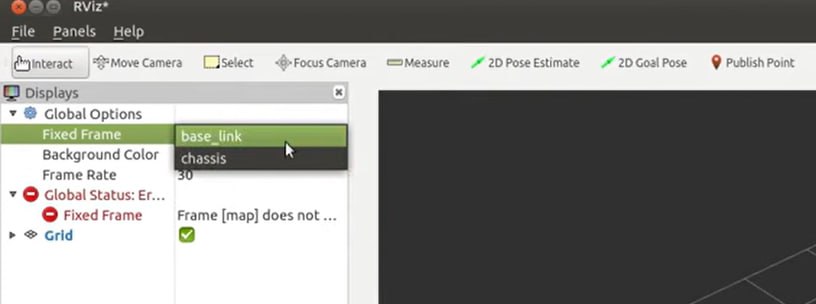 RViz*
File Panels Help
Interact Move Camera Select Focus Camera Measure 2D Pose Estimate 2D Goal Pose Publish Point
Displays
Global Options
Fixed Frame base_link
chassis
Background Color
Frame Rate 30
Global Status: Er...
Fixed Frame Frame [map] does not ...
Grid